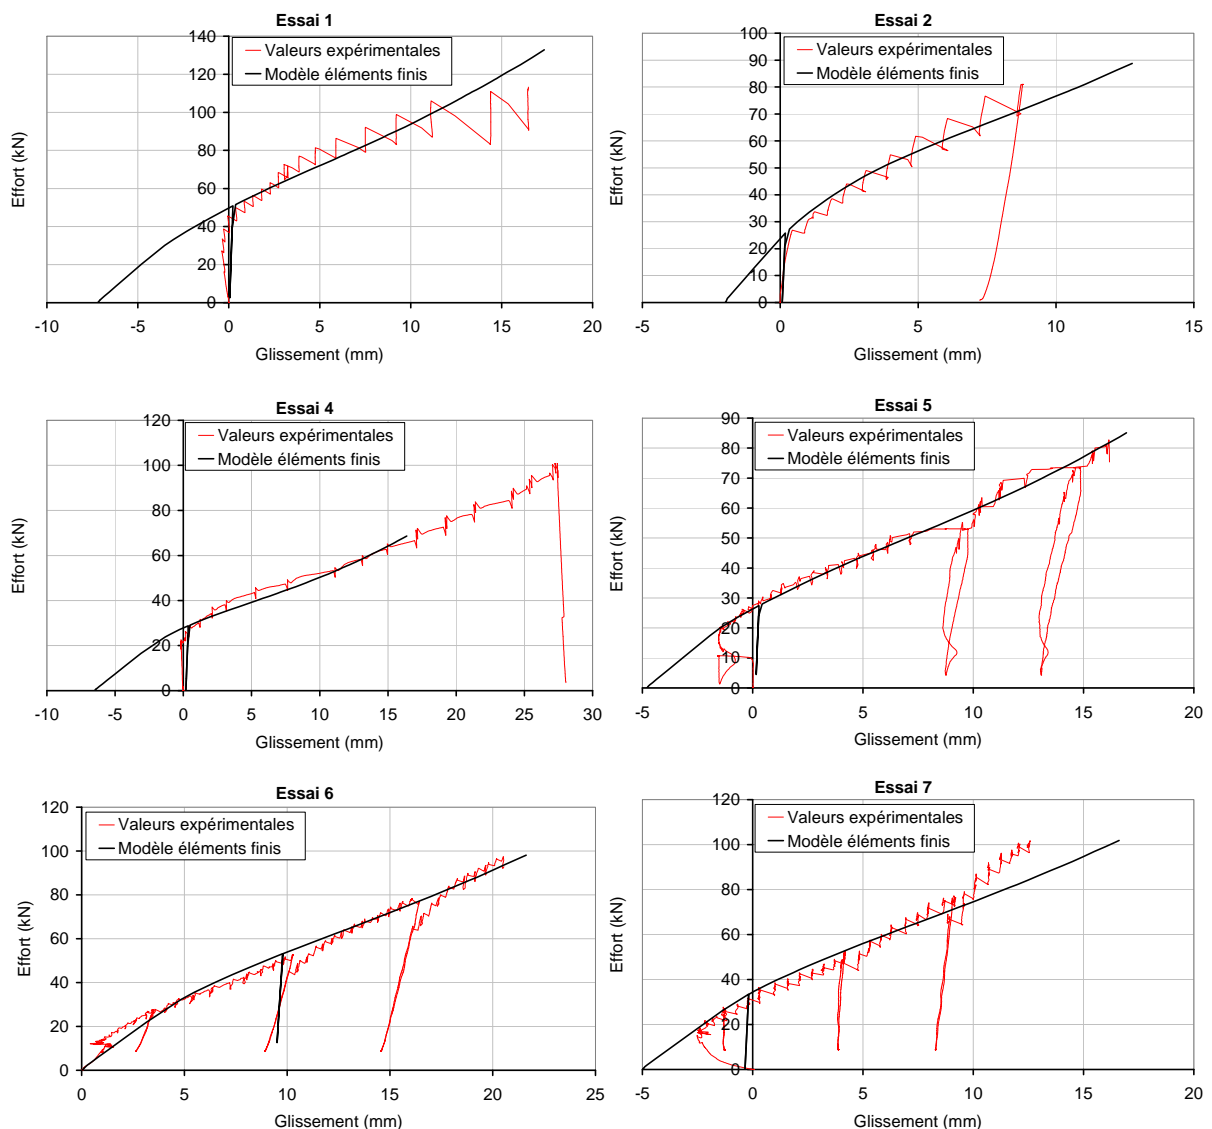 Essai 1
Effort (kN)
140
120
100
80
60
40
20
0
-10
-5
0
5
10
15
20
Glissement (mm)
Valeurs expérimentales
Modèle éléments finis
Essai 2
Effort (kN)
100
90
80
70
60
50
40
30
20
10
0
-5
0
5
10
15
Glissement (mm)
Valeurs expérimentales
Modèle éléments finis
Essai 4
Effort (kN)
120
100
80
60
40
20
0
-10
-5
0
5
10
15
20
25
30
Glissement (mm)
Valeurs expérimentales
Modèle éléments finis
Essai 5
Effort (kN)
90
80
70
60
50
40
30
20
10
0
-5
0
5
10
15
20
Glissement (mm)
Valeurs expérimentales
Modèle éléments finis
Essai 6
Effort (kN)
120
100
80
60
40
20
0
0
5
10
15
20
25
Glissement (mm)
Valeurs expérimentales
Modèle éléments finis
Essai 7
Effort (kN)
120
100
80
60
40
20
0
-5
0
5
10
15
20
Glissement (mm)
Valeurs expérimentales
Modèle éléments finis